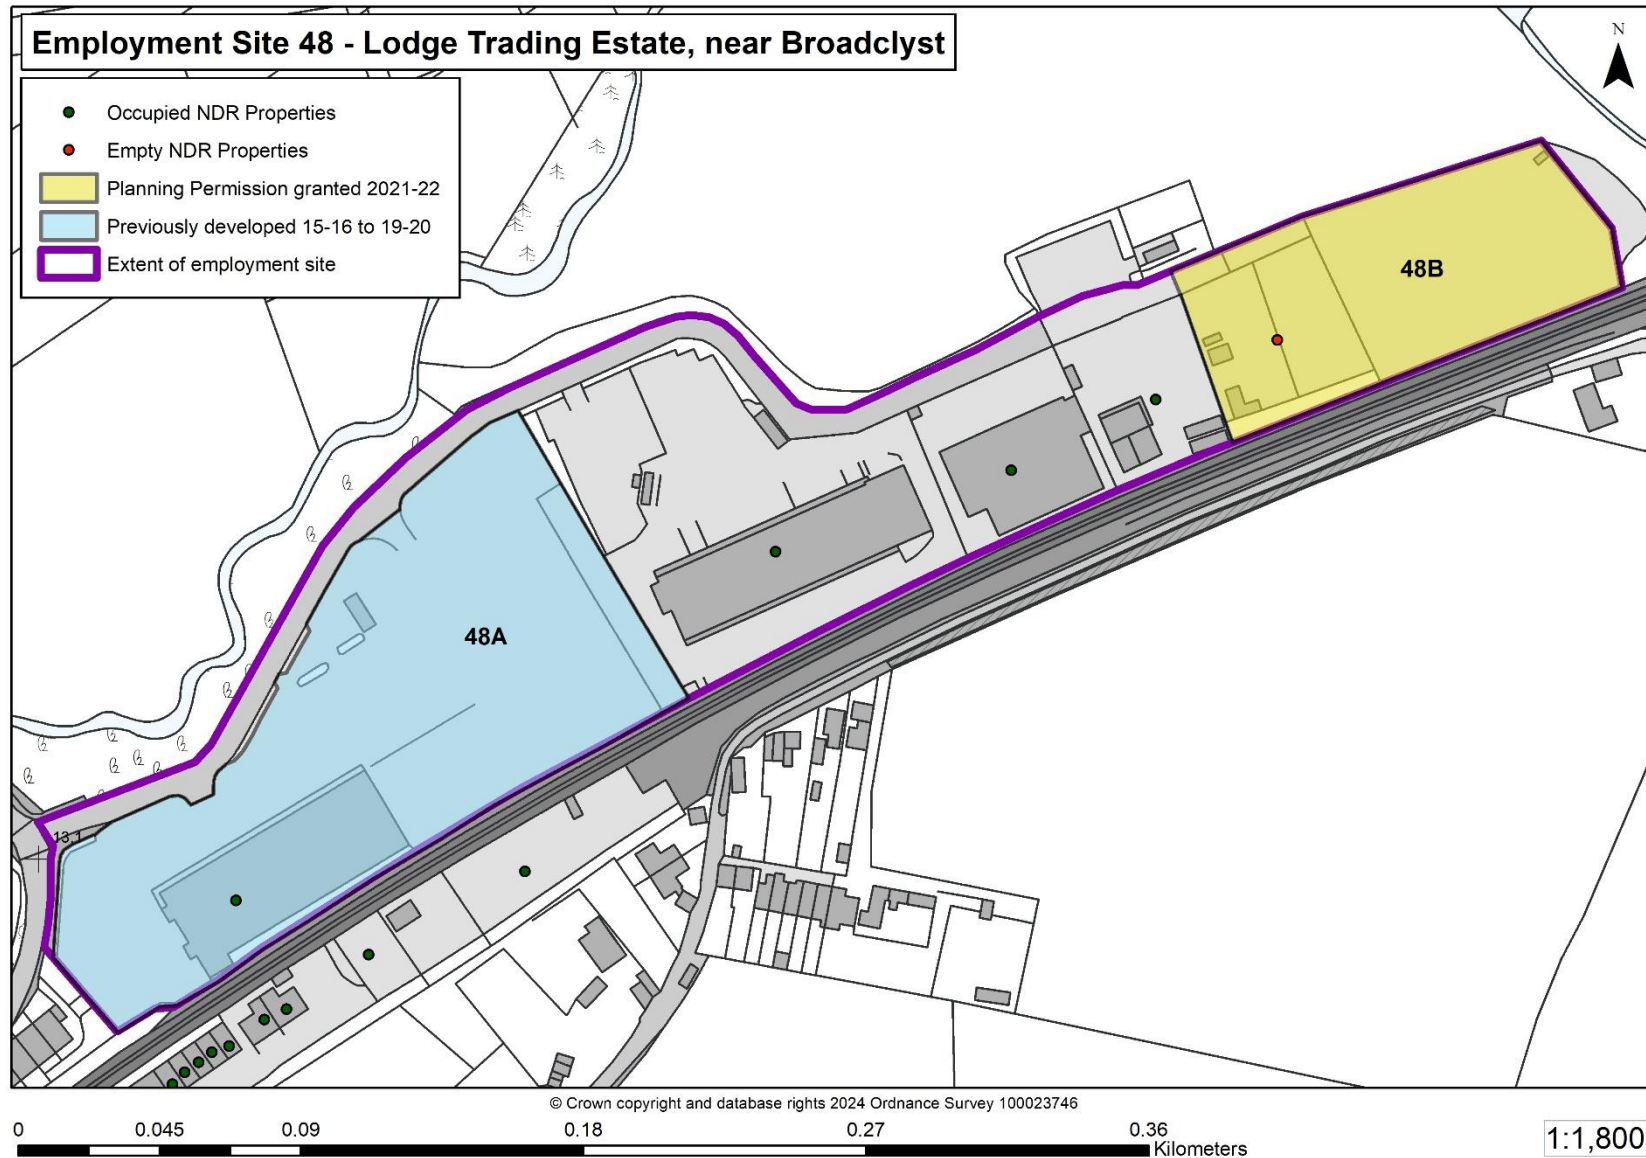 Employment Site 48 - Lodge Trading Estate, near Broadclyst
N
Occupied NDR Properties
Empty NDR Properties
Planning Permission granted 2021-22
Previously developed 15-16 to 19-20
Extent of employment site
48B
48A
13.1
© Crown copyright and database rights 2024 Ordnance Survey 100023746
0 0.045 0.09 0.18 0.27 0.36
Kilometers
1:1,800